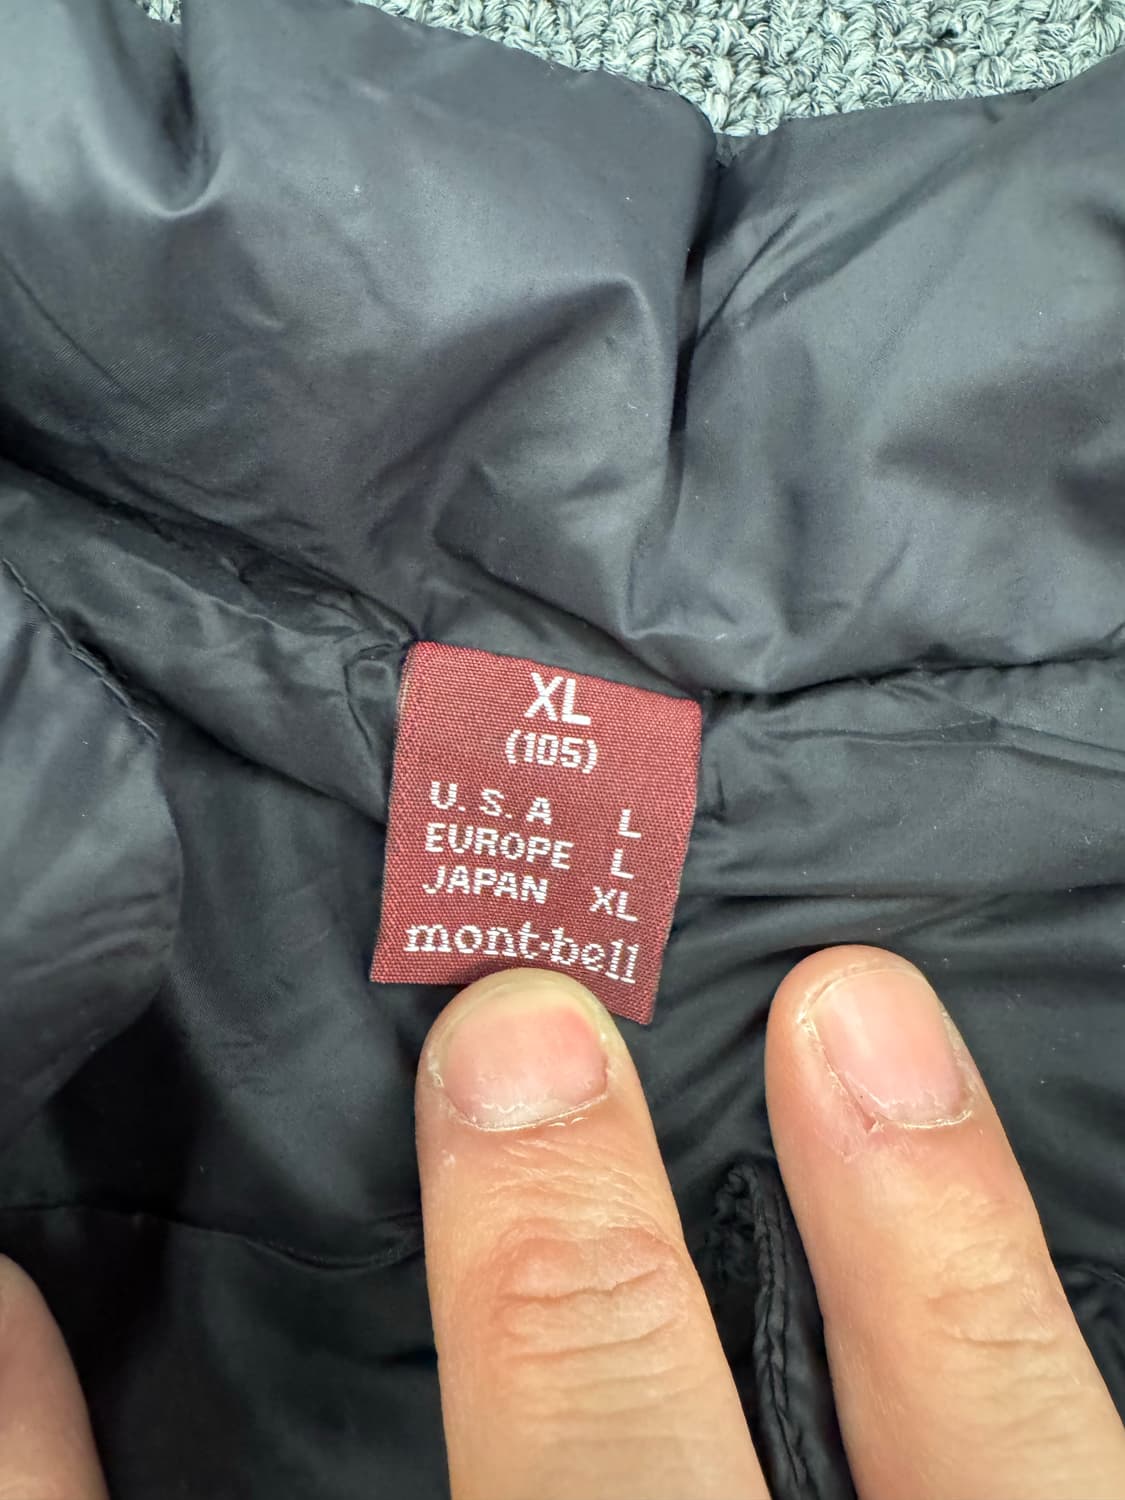 XL
(105)
U.S.A L
EUROPE L
JAPAN XL
mont-bell